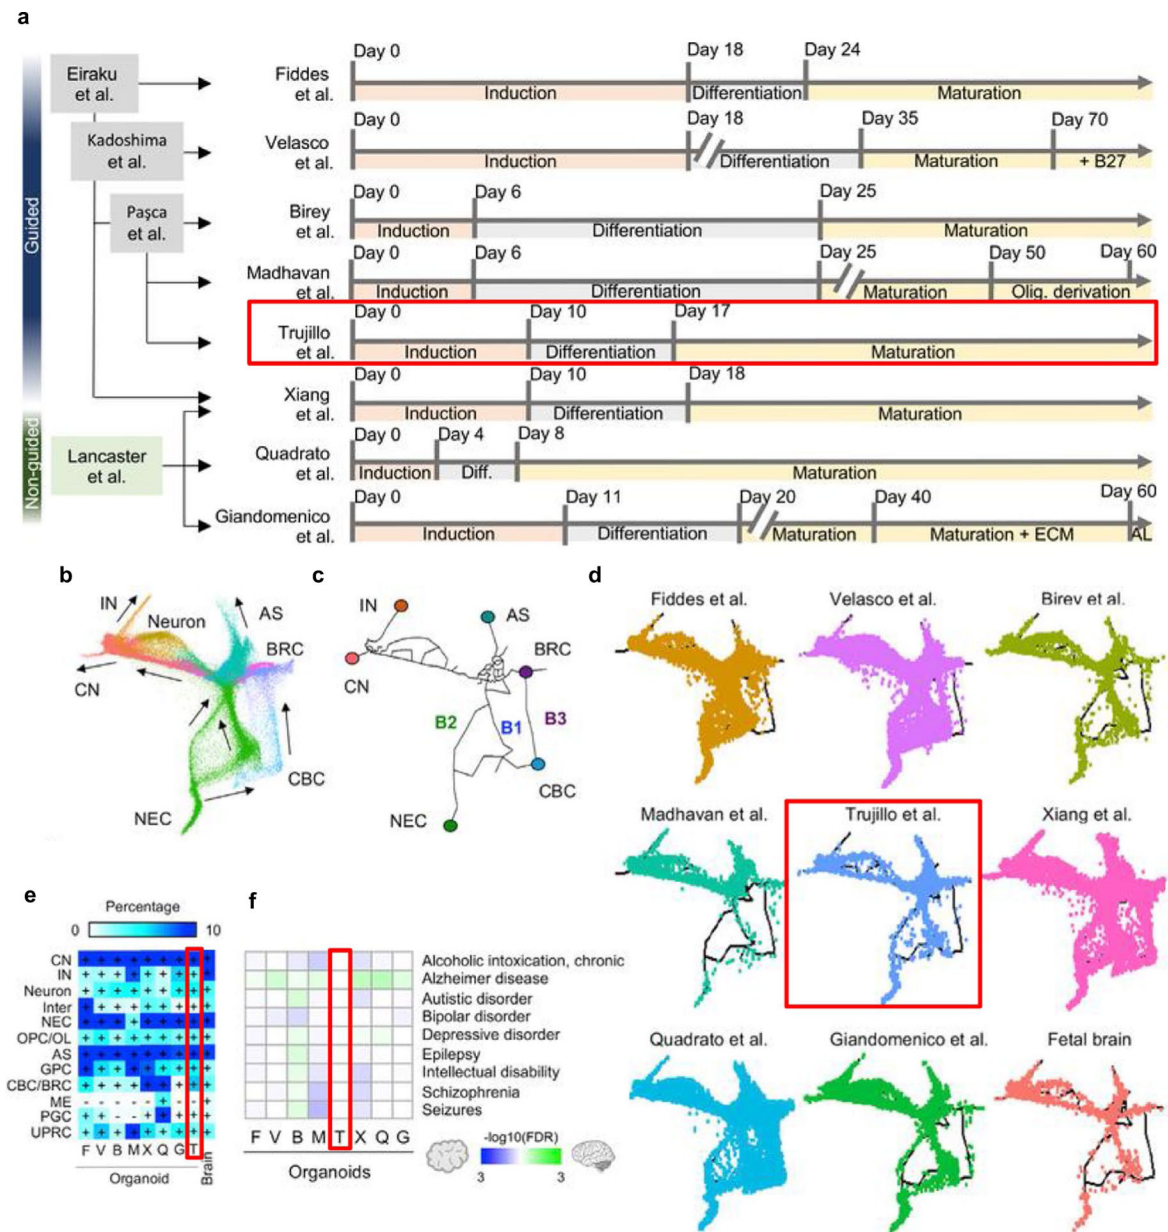 a
Guided
Non-guided
Eiraku
et al.
Kadoshima
et al.
Paşca
et al.
Lancaster
et al.
Fiddes
et al.
Day 0
Day 18
Day 24
Induction
Differentiation
Maturation
Velasco
et al.
Day 0
Day 18
Day 35
Day 70
Induction
Differentiation
Maturation
+ B27
Birey
et al.
Day 0
Day 6
Day 25
Induction
Differentiation
Maturation
Madhavan
et al.
Day 0
Day 6
Day 25
Day 50
Day 60
Induction
Differentiation
Maturation
Olig. derivation
Trujillo
et al.
Day 0
Day 10
Day 17
Induction
Differentiation
Maturation
Xiang
et al.
Day 0
Day 10
Day 18
Induction
Differentiation
Maturation
Quadrato
et al.
Day 0
Day 4
Day 8
Induction
Diff.
Maturation
Giandomenico
et al.
Day 0
Day 11
Day 20
Day 40
Day 60
Induction
Differentiation
Maturation
Maturation + ECM
AL
b
IN
Neuron
AS
BRC
CN
CBC
NEC
c
IN
AS
BRC
CN
B2
B1
B3
CBC
NEC
d
Fiddes et al.
Velasco et al.
Birey et al.
Madhavan et al.
Trujillo et al.
Xiang et al.
Quadrato et al.
Giandomenico et al.
Fetal brain
e
Percentage
0
10
CN
IN
Neuron
Inter
NEC
OPC/OL
AS
GPC
CBC/BRC
ME
PGC
UPRC
F V B M X Q G T
Brain
Organoid
f
Alcoholic intoxication, chronic
Alzheimer disease
Autistic disorder
Bipolar disorder
Depressive disorder
Epilepsy
Intellectual disability
Schizophrenia
Seizures
F V B M T X Q G
Organoids
-log10(FDR)
3
3